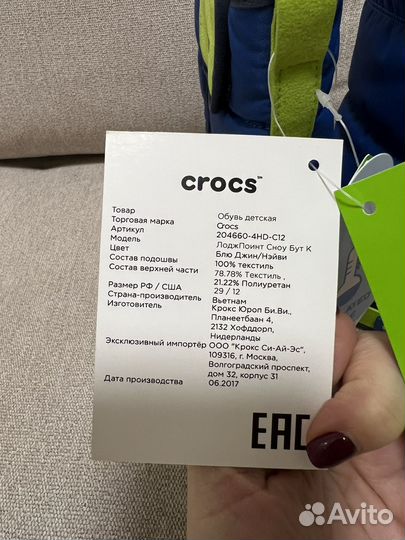 crocs™
Товар Обувь детская
Торговая марка Crocs
Артикул 204660-4HD-C12
Модель ЛоджПоинт Сноу Бут К
Цвет Блю Джин/Нэйви
Состав подошвы 100% текстиль
Состав верхней части 78.78% Текстиль ,
21.22% Полиуретан
Размер РФ / США 29 / 12
Страна-производитель Вьетнам
Изготовитель Крокс Юроп Би.Ви.,
Планеетбаан 4,
2132 Хоффдорп,
Нидерланды
Эксклюзивный импортёр ООО "Крокс Си-Ай-Эс",
109316, г. Москва,
Волгоградский проспект,
дом 32, корпус 31
Дата производства 06.2017
EAC
Avito